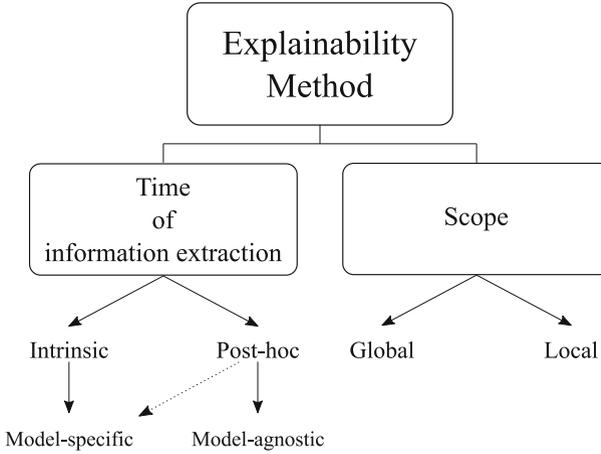 Explainability
Method
Time
of
information extraction
Scope
Intrinsic
Post-hoc
Global
Local
Model-specific
Model-agnostic